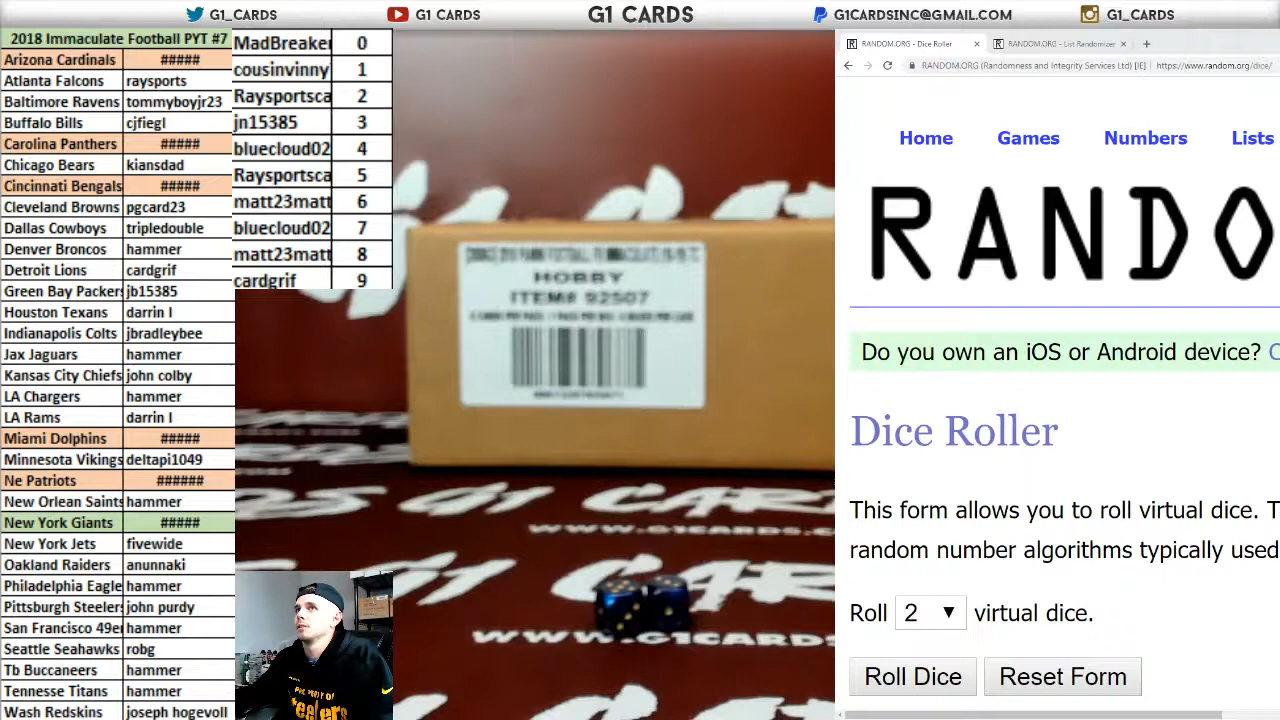 G1_CARDS
G1 CARDS
G1 CARDS
G1CARDSINC@GMAIL.COM
G1_CARDS
2018 Immaculate Football PYT #7
Arizona Cardinals #####
Atlanta Falcons raysports
Baltimore Ravens tommyboyjr23
Buffalo Bills cjfiegl
Carolina Panthers #####
Chicago Bears kiansdad
Cincinnati Bengals #####
Cleveland Browns pgcard23
Dallas Cowboys tripledouble
Denver Broncos hammer
Detroit Lions cardgrif
Green Bay Packers jb15385
Houston Texans darrin l
Indianapolis Colts jbradleybee
Jax Jaguars hammer
Kansas City Chiefs john colby
LA Chargers hammer
LA Rams darrin l
Miami Dolphins #####
Minnesota Vikings deltapi1049
Ne Patriots ######
New Orlean Saints hammer
New York Giants #####
New York Jets fivewide
Oakland Raiders anunnaki
Philadelphia Eagle hammer
Pittsburgh Steelers john purdy
San Francisco 49er hammer
Seattle Seahawks robg
Tb Buccaneers hammer
Tennesse Titans hammer
Wash Redskins joseph hogevoll
MadBreaker 0
cousinvinny 1
Raysportsca 2
jn15385 3
bluecloud02 4
Raysportsca 5
matt23matt 6
bluecloud02 7
matt23matt 8
cardgrif 9
HOBBY
ITEM# 92507
G1 CARDS
WWW.G1CARDS.CO
G1 CARDS
WWW.G1CARDS
RANDOM.ORG - Dice Roller
RANDOM.ORG - List Randomizer
RANDOM.ORG (Randomness and Integrity Services Ltd) [IE] https://www.random.org/dice/
Home Games Numbers Lists
RANDO
Do you own an iOS or Android device?
Dice Roller
This form allows you to roll virtual dice. T
random number algorithms typically used
Roll 2 virtual dice.
Roll Dice Reset Form